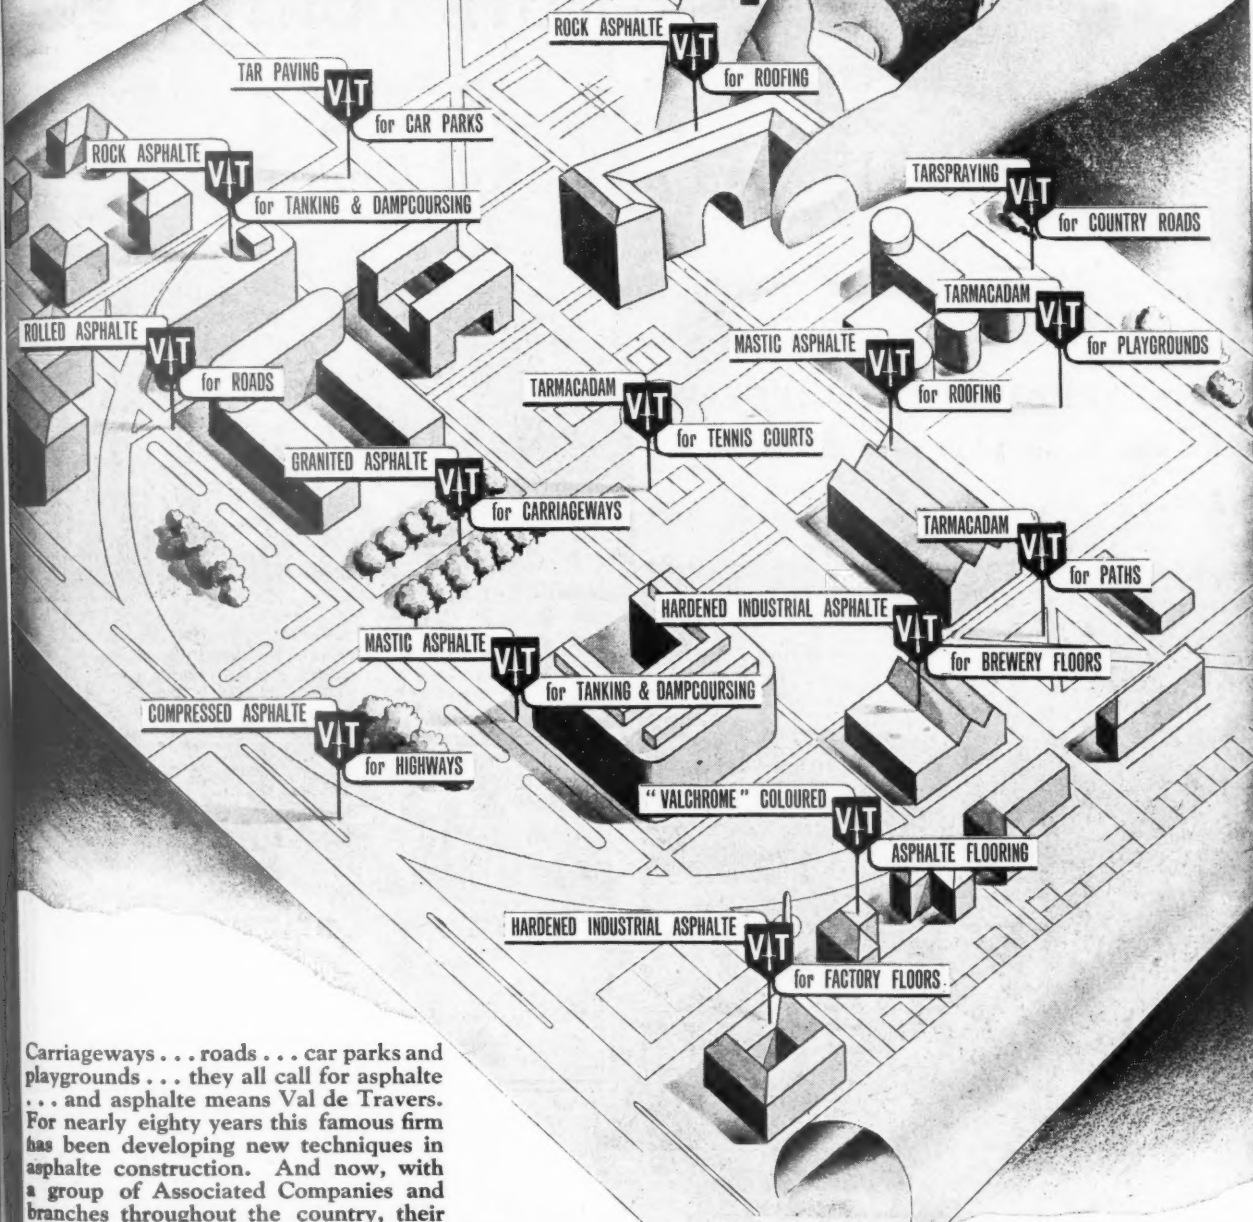 ROCK ASPHALTE
VT
for ROOFING
TAR PAVING
VT
for CAR PARKS
ROCK ASPHALTE
VT
for TANKING & DAMPCOURSING
TARSPRAYING
VT
for COUNTRY ROADS
TARMACADAM
VT
for PLAYGROUNDS
ROLLED ASPHALTE
VT
for ROADS
MASTIC ASPHALTE
VT
for ROOFING
TARMACADAM
VT
for TENNIS COURTS
GRANITED ASPHALTE
VT
for CARRIAGEWAYS
TARMACADAM
VT
for PATHS
HARDENED INDUSTRIAL ASPHALTE
VT
for BREWERY FLOORS
MASTIC ASPHALTE
VT
for TANKING & DAMPCOURSING
COMPRESSED ASPHALTE
VT
for HIGHWAYS
"VALCHROME" COLOURED
VT
ASPHALTE FLOORING
HARDENED INDUSTRIAL ASPHALTE
VT
for FACTORY FLOORS
Carriageways . . . roads . . . car parks and
playgrounds . . . they all call for asphalte
. . . and asphalte means Val de Travers.
For nearly eighty years this famous firm
has been developing new techniques in
asphalte construction. And now, with
a group of Associated Companies and
branches throughout the country, their